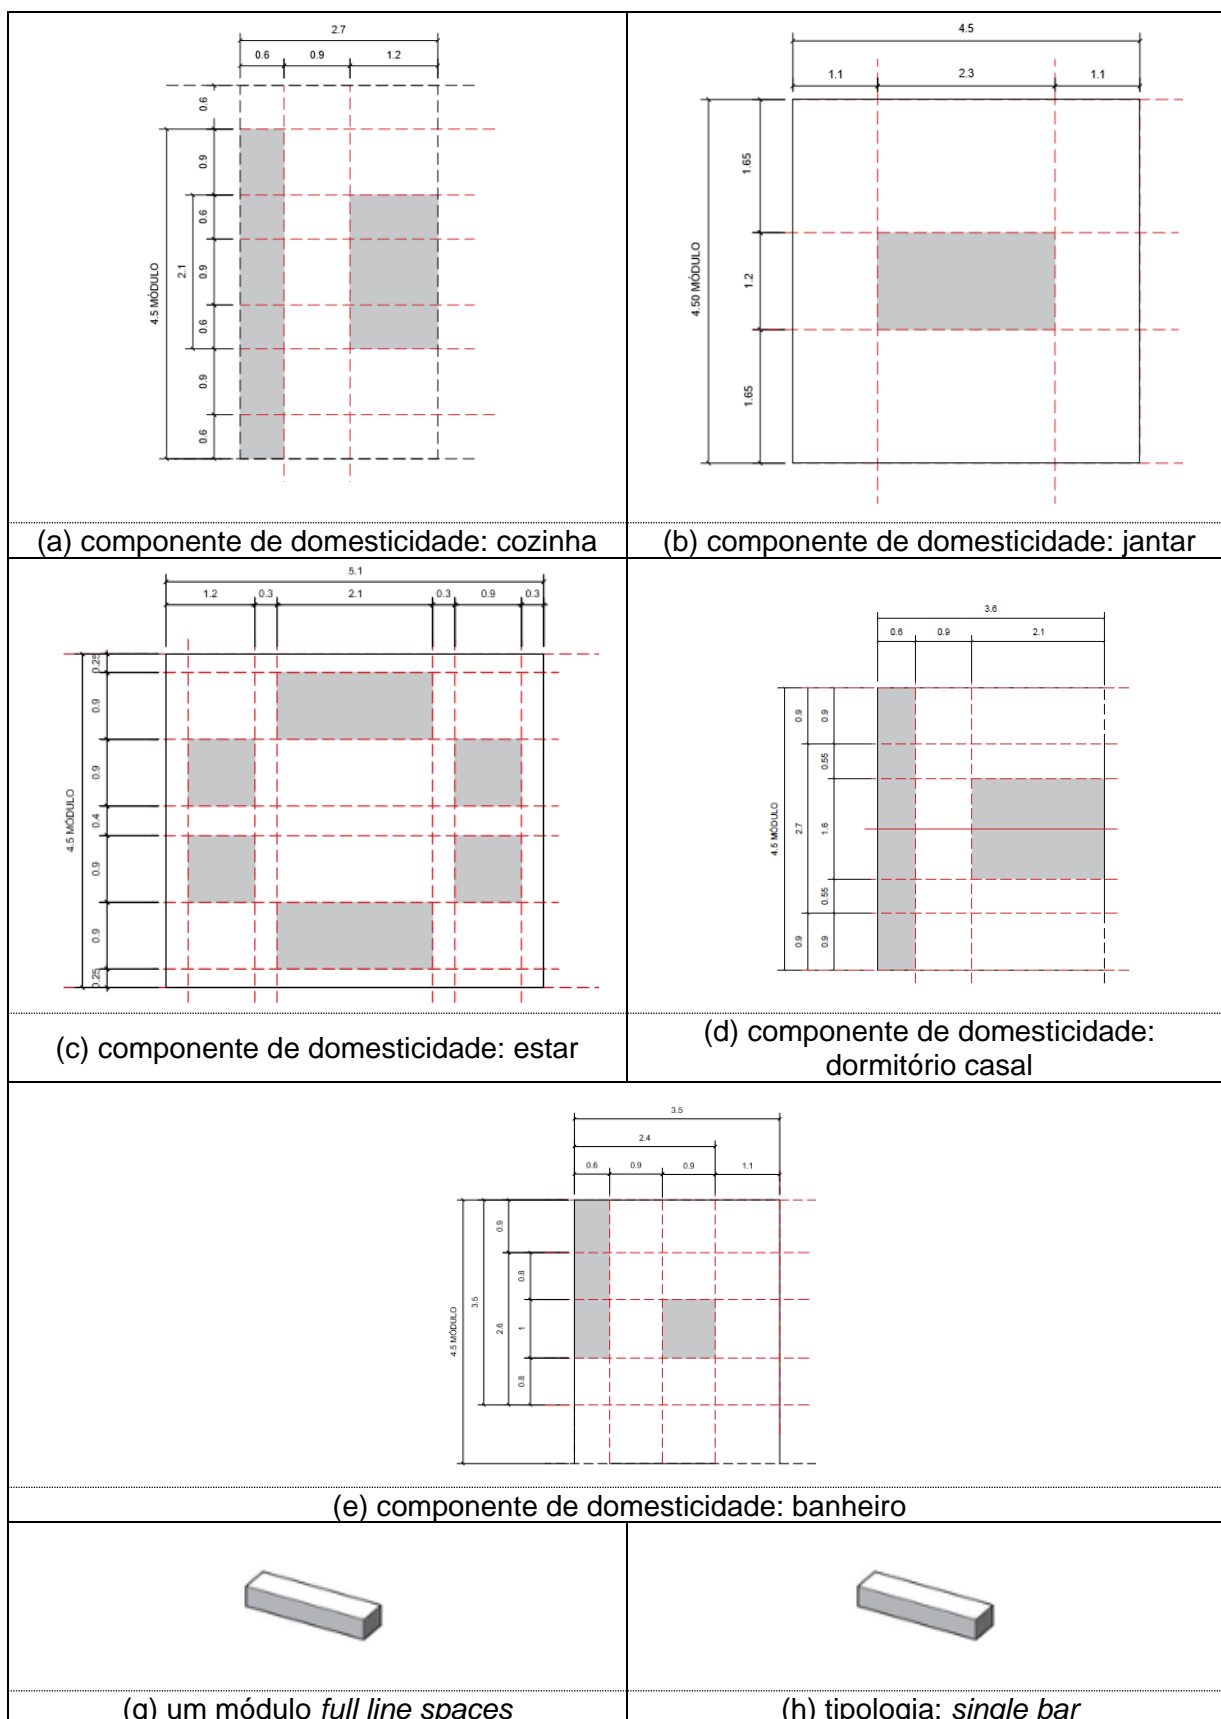 2.7
0.6 0.9 1.2
0.6
0.9
0.6
0.9
0.6
0.9
0.6
2.1
4.5 MÓDULO
(a) componente de domesticidade: cozinha
4.5
1.1 2.3 1.1
1.65
1.2
1.65
4.50 MÓDULO
(b) componente de domesticidade: jantar
5.1
1.2 0.3 2.1 0.3 0.9 0.3
0.25
0.9
0.9
0.4
0.9
0.9
0.25
4.5 MÓDULO
(c) componente de domesticidade: estar
3.6
0.6 0.9 2.1
0.9 0.9
0.55
2.7 1.6
0.55
0.9 0.9
4.5 MÓDULO
(d) componente de domesticidade:
dormitório casal
3.5
2.4
0.6 0.9 0.9 1.1
0.9
0.8
3.5
2.6 1
0.8
4.5 MÓDULO
(e) componente de domesticidade: banheiro
(g) um módulo full line spaces
(h) tipologia: single bar